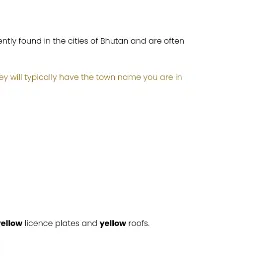 ently found in the cities of Bhutan and are often
ey will typically have the town name you are in
yellow licence plates and yellow roofs.